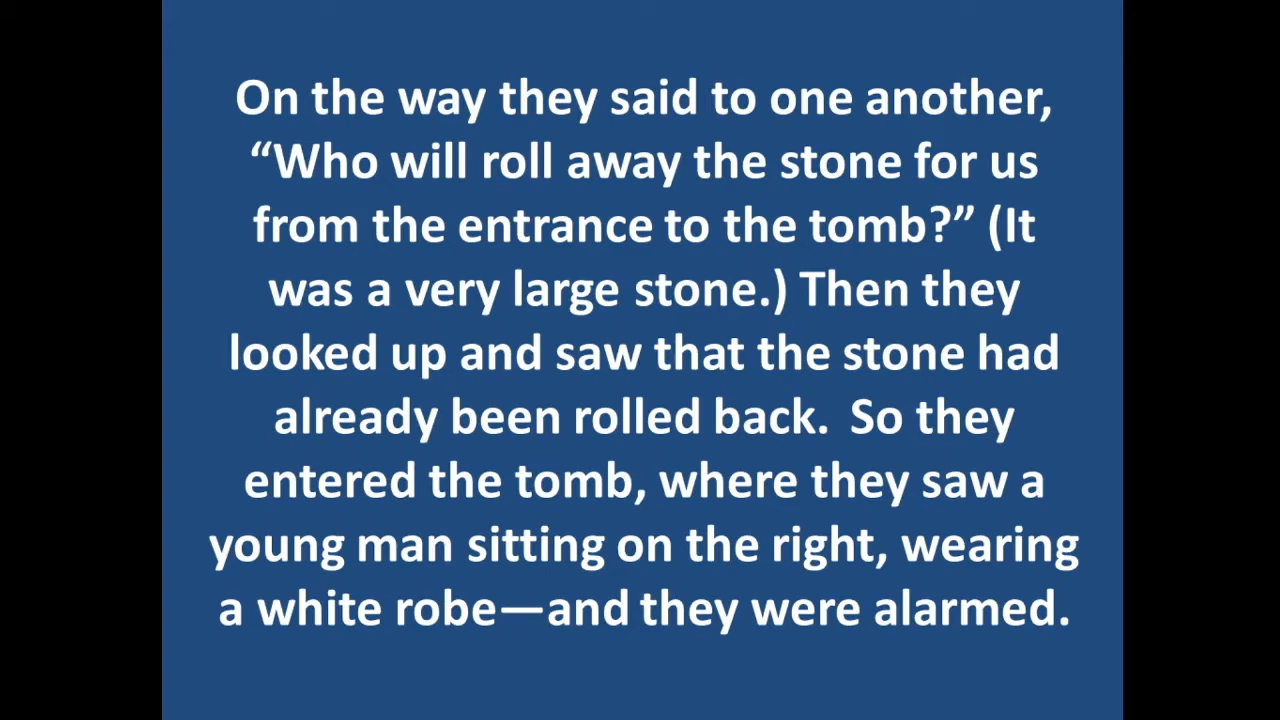 On the way they said to one another,
“Who will roll away the stone for us
from the entrance to the tomb?” (It
was a very large stone.) Then they
looked up and saw that the stone had
already been rolled back.  So they
entered the tomb, where they saw a
young man sitting on the right, wearing
a white robe—and they were alarmed.